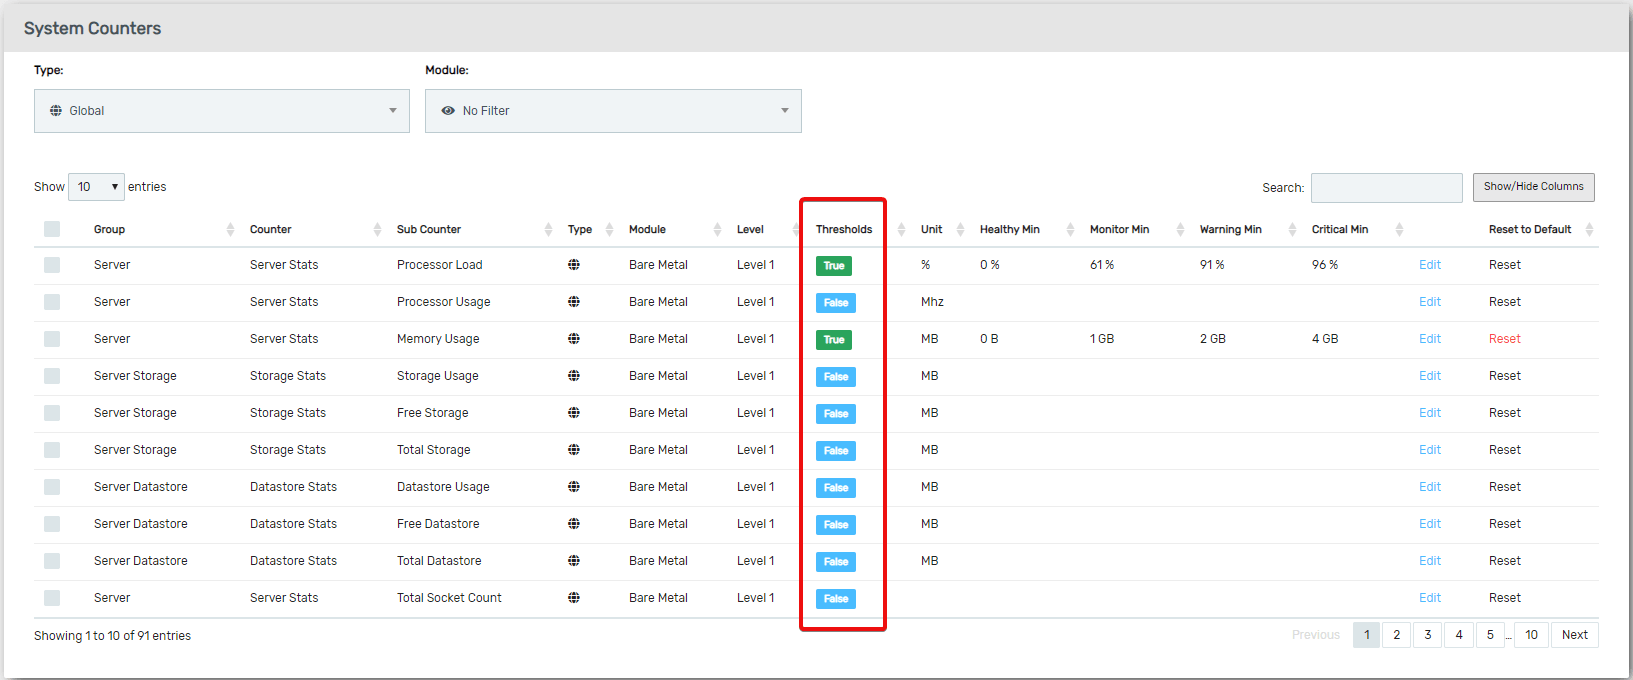 System Counters
Type: Module:
Global No Filter
Show 10 entries Search: Show/Hide Columns
Group Counter Sub Counter Type Module Level Thresholds Unit Healthy Min Monitor Min Warning Min Critical Min Reset to Default
Server Server Stats Processor Load Bare Metal Level 1 True % 0 % 61 % 91 % 96 % Edit Reset
Server Server Stats Processor Usage Bare Metal Level 1 False Mhz Edit Reset
Server Server Stats Memory Usage Bare Metal Level 1 True MB 0 B 1 GB 2 GB 4 GB Edit Reset
Server Storage Storage Stats Storage Usage Bare Metal Level 1 False MB Edit Reset
Server Storage Storage Stats Free Storage Bare Metal Level 1 False MB Edit Reset
Server Storage Storage Stats Total Storage Bare Metal Level 1 False MB Edit Reset
Server Datastore Datastore Stats Datastore Usage Bare Metal Level 1 False MB Edit Reset
Server Datastore Datastore Stats Free Datastore Bare Metal Level 1 False MB Edit Reset
Server Datastore Datastore Stats Total Datastore Bare Metal Level 1 False MB Edit Reset
Server Server Stats Total Socket Count Bare Metal Level 1 False Edit Reset
Showing 1 to 10 of 91 entries Previous 1 2 3 4 5 … 10 Next